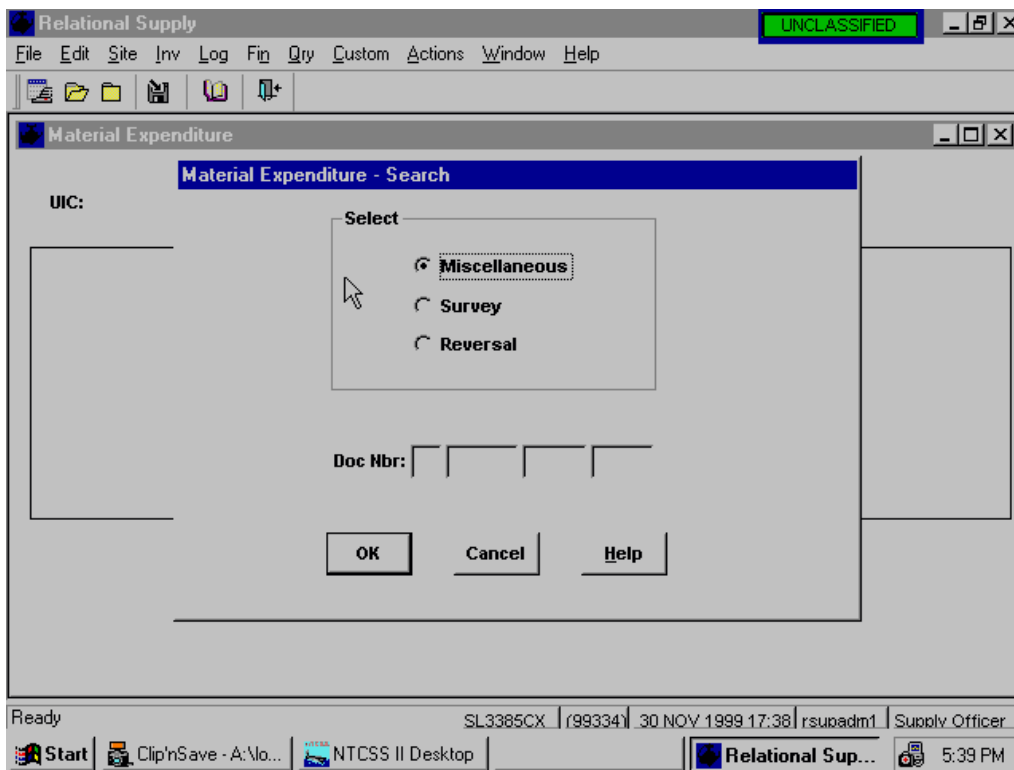 Relational Supply UNCLASSIFIED
File Edit Site Inv Log Fin Qry Custom Actions Window Help
Material Expenditure
Material Expenditure - Search
UIC:
Select
Miscellaneous
Survey
Reversal
Doc Nbr:
OK Cancel Help
Ready SL3385CX (99334) 30 NOV 1999 17:38 rsupadm1 Supply Officer
Start Clip'nSave - A:\lo... NTCSS II Desktop Relational Sup... 5:39 PM